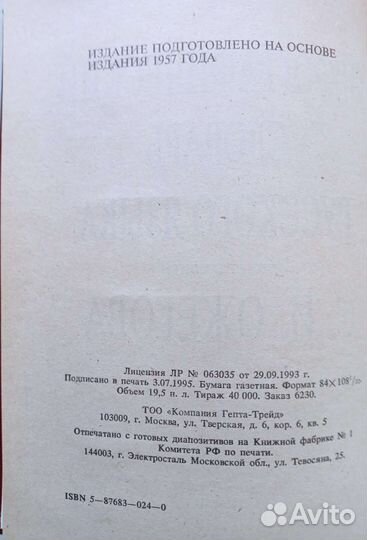 ИЗДАНИЕ ПОДГОТОВЛЕНО НА ОСНОВЕ
ИЗДАНИЯ 1957 ГОДА
Лицензия ЛР № 063035 от 29.09.1993 г.
Подписано в печать 3.07.1995. Бумага газетная. Формат 84×108¹/₃₂
Объем 19,5 н. л. Тираж 40 000. Заказ 6230.
ТОО «Компания Гепта-Трейд»
103009, г. Москва, ул. Тверская, д. 6, кор. 6, кв. 5
Отпечатано с готовых диапозитивов на Книжной фабрике № 1
Комитета РФ по печати.
144003, г. Электросталь Московской обл., ул. Тевосяна, 25.
ISBN 5—87683—024—0
Avito